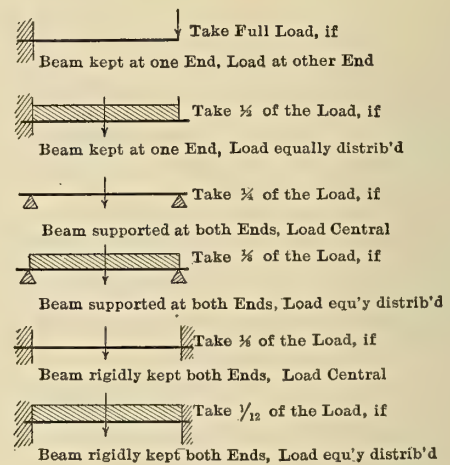 Take Full Load, if
Beam kept at one End, Load at other End
Take ½ of the Load, if
Beam kept at one End, Load equally distrib'd
Take ¼ of the Load, if
Beam supported at both Ends, Load Central
Take ⅛ of the Load, if
Beam supported at both Ends, Load equ'y distrib'd
Take ⅛ of the Load, if
Beam rigidly kept both Ends, Load Central
Take 1/12 of the Load, if
Beam rigidly kept both Ends, Load equ'y distrib'd